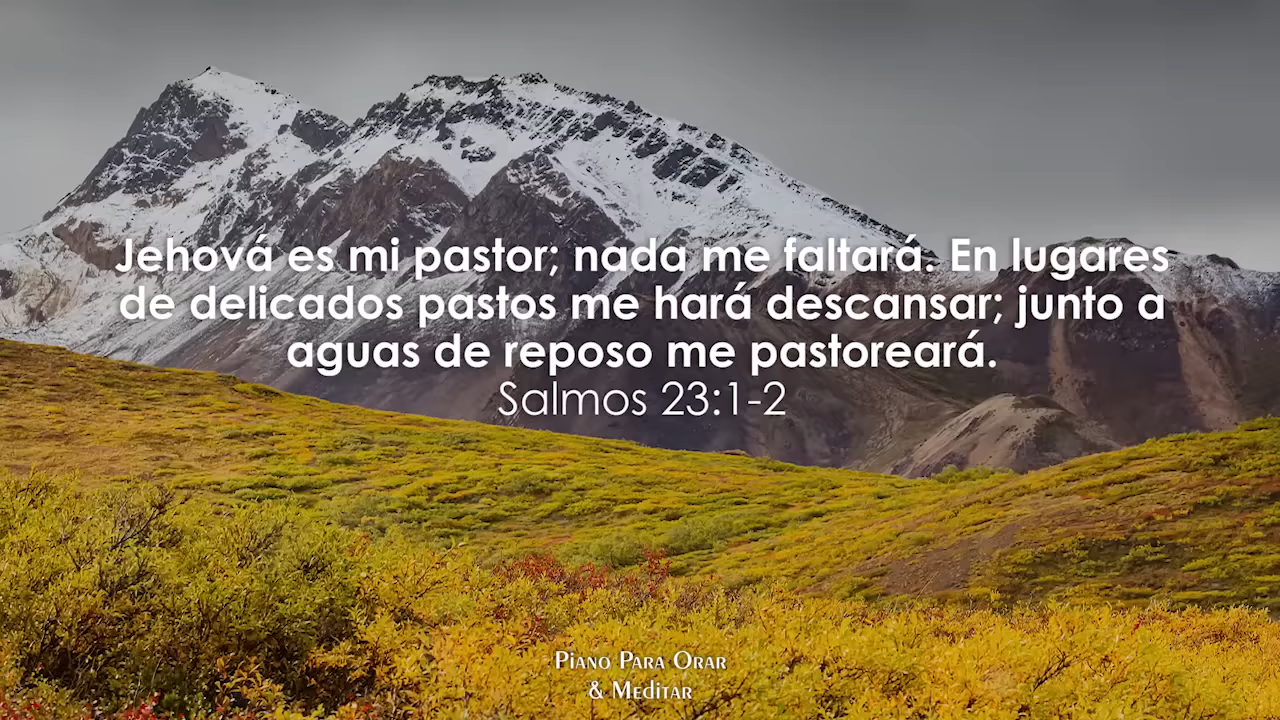 Jehová es mi pastor; nada me faltará. En lugares
de delicados pastos me hará descansar; junto a
aguas de reposo me pastoreará.
Salmos 23:1-2
Piano Para Orar
& Meditar